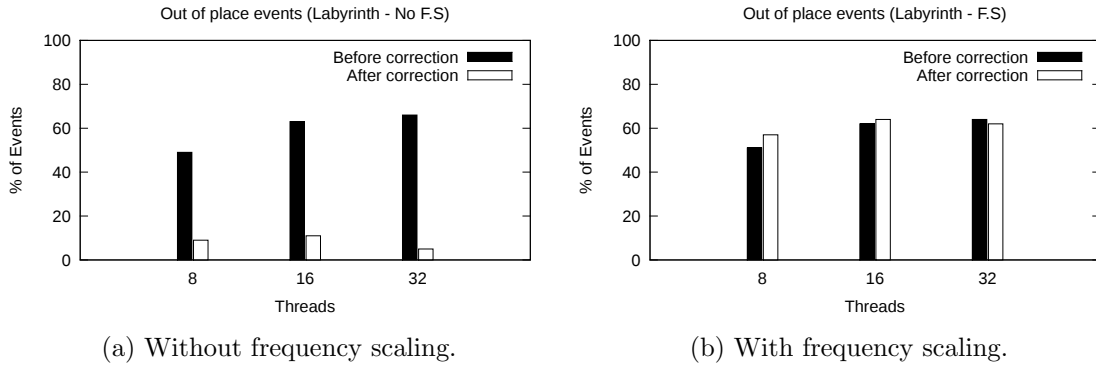 Out of place events (Labyrinth - No F.S)
100
80
60
40
20
0
% of Events
Before correction
After correction
8 16 32
Threads
(a) Without frequency scaling.
Out of place events (Labyrinth - F.S)
100
80
60
40
20
0
% of Events
Before correction
After correction
8 16 32
Threads
(b) With frequency scaling.